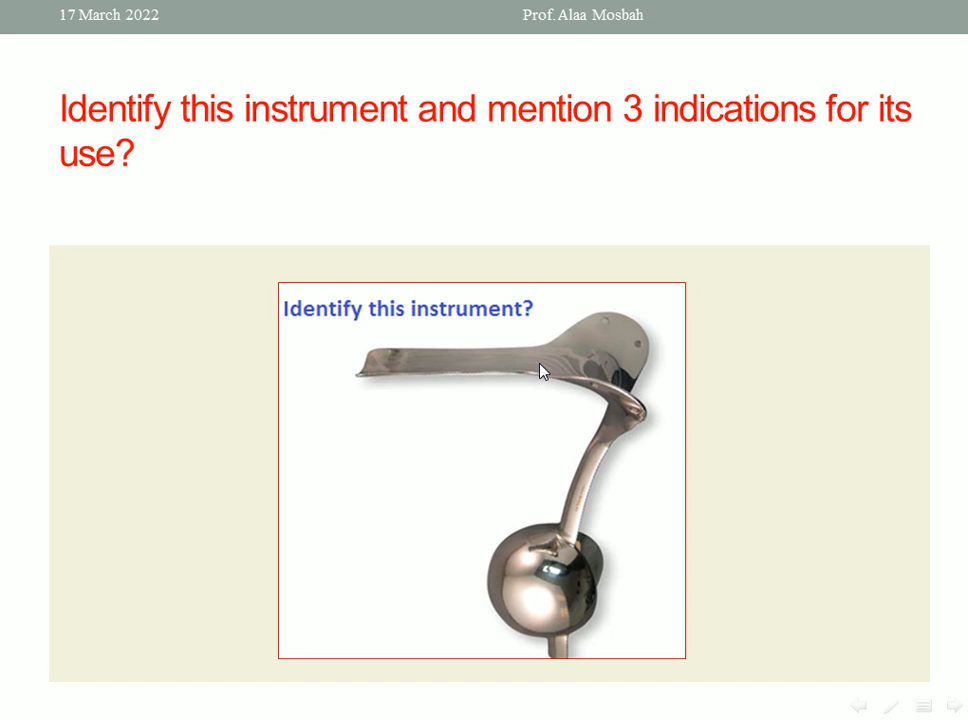 17 March 2022
Prof. Alaa Mosbah
Identify this instrument and mention 3 indications for its
use?
Identify this instrument?